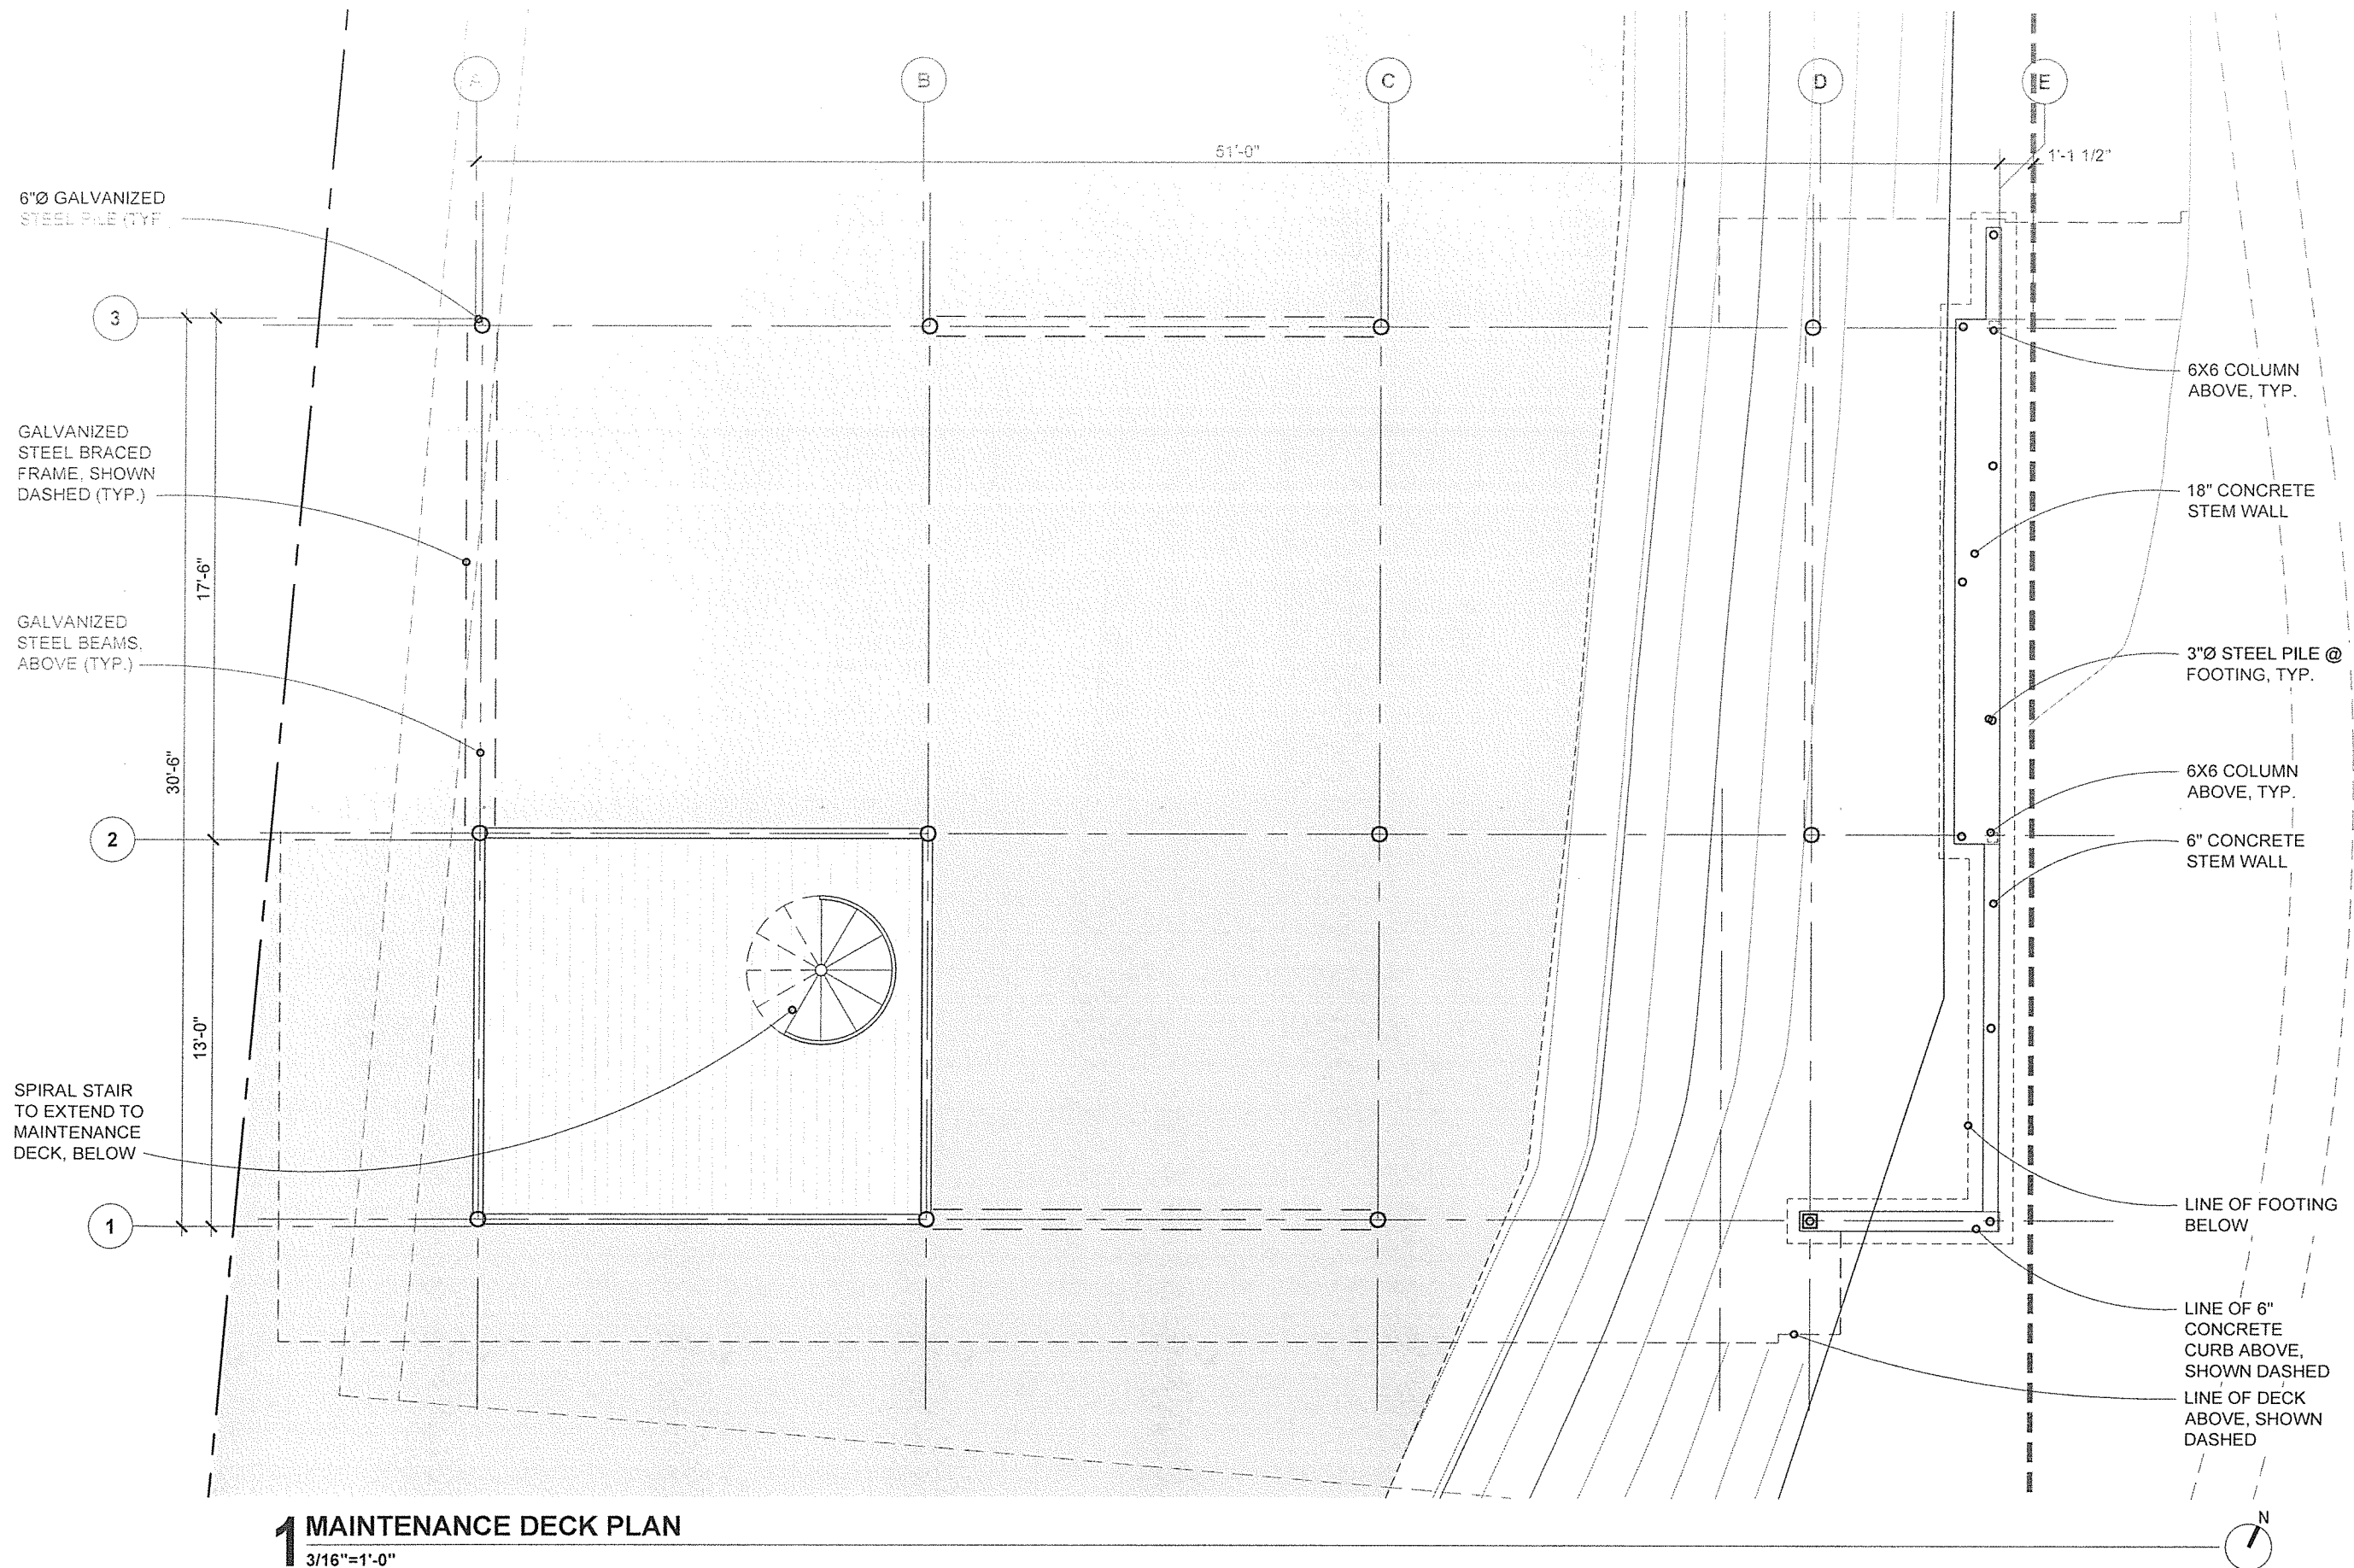 A
B
C
D
E
51'-0"
1'-1 1/2"
6"Ø GALVANIZED
STEEL PILE (TYP.
3
GALVANIZED
STEEL BRACED
FRAME, SHOWN
DASHED (TYP.)
17'-6"
GALVANIZED
STEEL BEAMS,
ABOVE (TYP.)
30'-6"
2
13'-0"
SPIRAL STAIR
TO EXTEND TO
MAINTENANCE
DECK, BELOW
1
6X6 COLUMN
ABOVE, TYP.
18" CONCRETE
STEM WALL
3"Ø STEEL PILE @
FOOTING, TYP.
6X6 COLUMN
ABOVE, TYP.
6" CONCRETE
STEM WALL
LINE OF FOOTING
BELOW
LINE OF 6"
CONCRETE
CURB ABOVE,
SHOWN DASHED
LINE OF DECK
ABOVE, SHOWN
DASHED
1 MAINTENANCE DECK PLAN
3/16"=1'-0"
N